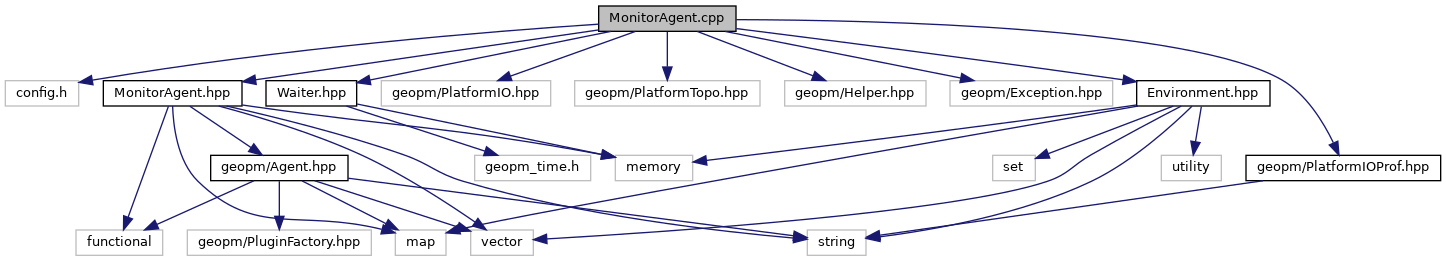 MonitorAgent.cpp
config.h
MonitorAgent.hpp
Waiter.hpp
geopm/PlatformIO.hpp
geopm/PlatformTopo.hpp
geopm/Helper.hpp
geopm/Exception.hpp
Environment.hpp
geopm/Agent.hpp
geopm_time.h
memory
set
utility
geopm/PlatformIOProf.hpp
functional
geopm/PluginFactory.hpp
map
vector
string